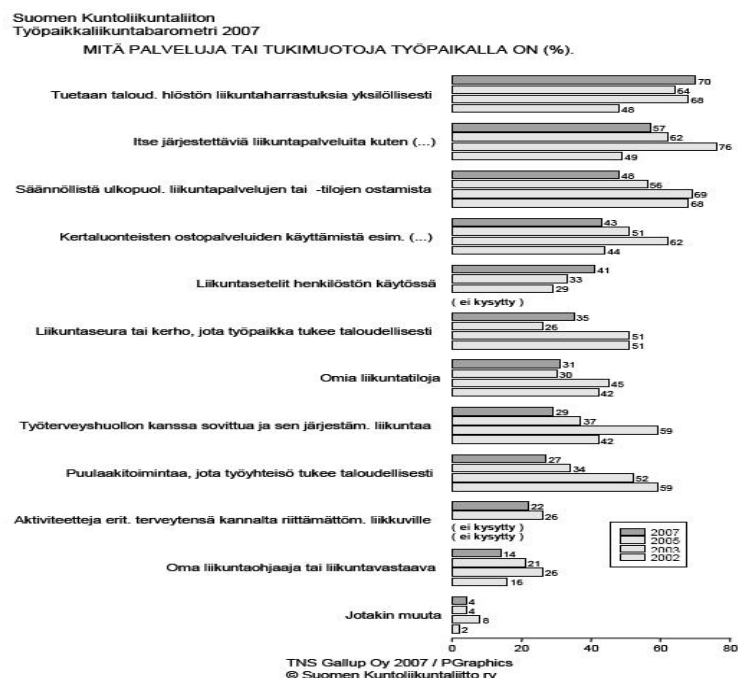 Suomen Kuntoliikuntaliiton
Työpaikkaliikuntabarometri 2007
MITÄ PALVELUJA TAI TUKIMUOTOJA TYÖPAIKALLA ON (%).
Tuetaan taloud. hlöstön liikuntaharrastuksia yksilöllisesti
70
64
68
48
Itse järjestettäviä liikuntapalveluita kuten (...)
57
62
76
49
Säännöllistä ulkopuol. liikuntapalvelujen tai -tilojen ostamista
48
56
69
68
Kertaluonteisten ostopalveluiden käyttämistä esim. (...)
43
51
62
44
Liikuntasetelit henkilöstön käytössä
41
33
29
( ei kysytty )
Liikuntaseura tai kerho, jota työpaikka tukee taloudellisesti
35
26
51
51
Omia liikuntatiloja
31
30
45
42
Työterveyshuollon kanssa sovittua ja sen järjestäm. liikuntaa
29
37
59
42
Puulaakitoimintaa, jota työyhteisö tukee taloudellisesti
27
34
52
59
Aktiviteetteja erit. terveytensä kannalta riittämättöm. liikkuville
22
26
( ei kysytty )
( ei kysytty )
Oma liikuntaohjaaja tai liikuntavastaava
14
21
26
16
Jotakin muuta
4
4
8
2
2007
2005
2003
2002
0 20 40 60 80
TNS Gallup Oy 2007 / PGraphics
© Suomen Kuntoliikuntaliitto ry